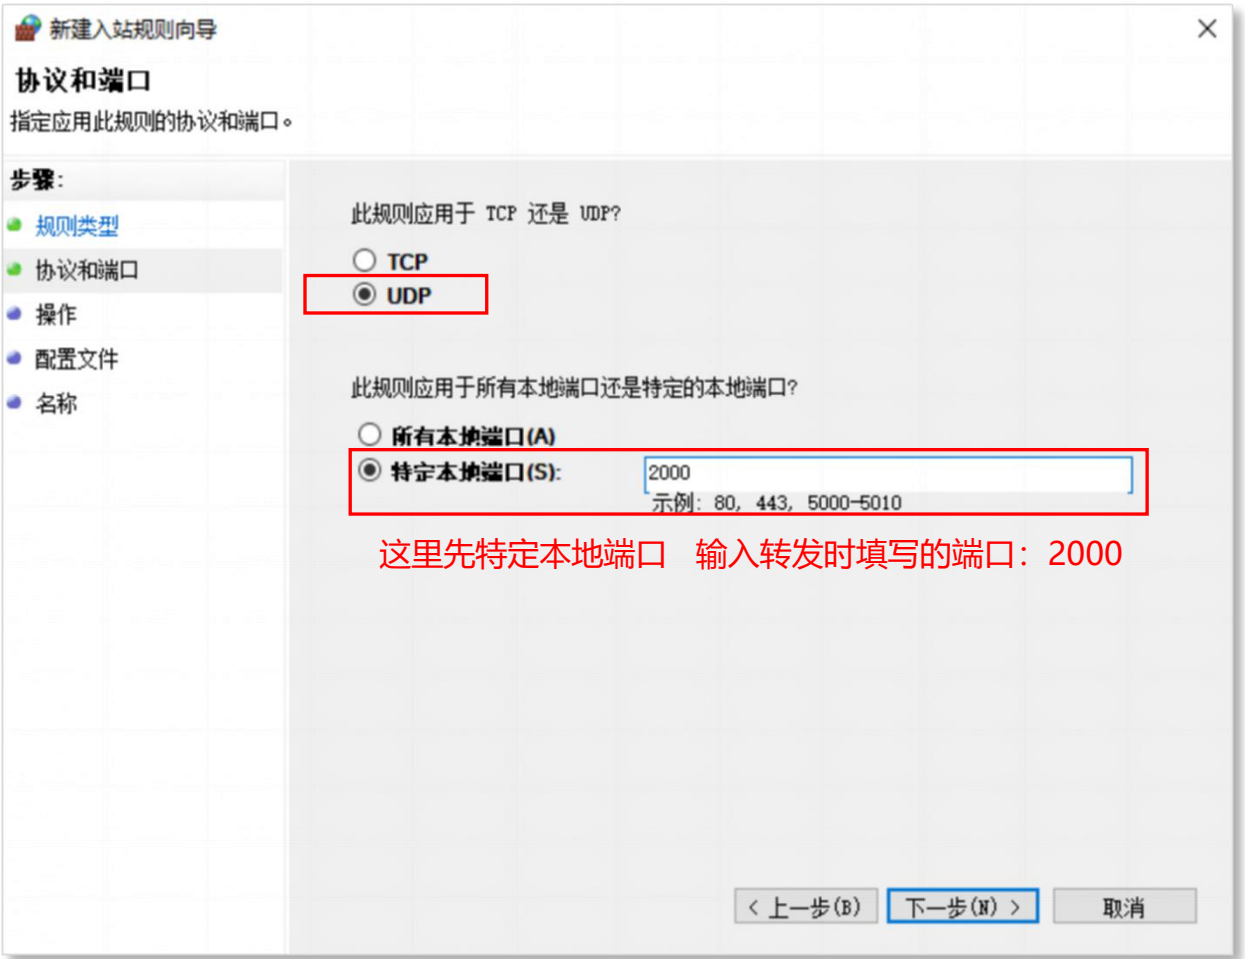 新建入站规则向导
协议和端口
指定应用此规则的协议和端口。
步骤:
规则类型
协议和端口
操作
配置文件
名称
此规则应用于 TCP 还是 UDP?
TCP
UDP
此规则应用于所有本地端口还是特定的本地端口?
所有本地端口(A)
特定本地端口(S): 2000
示例: 80, 443, 5000-5010
这里先特定本地端口 输入转发时填写的端口：2000
< 上一步(B) 下一步(N) > 取消